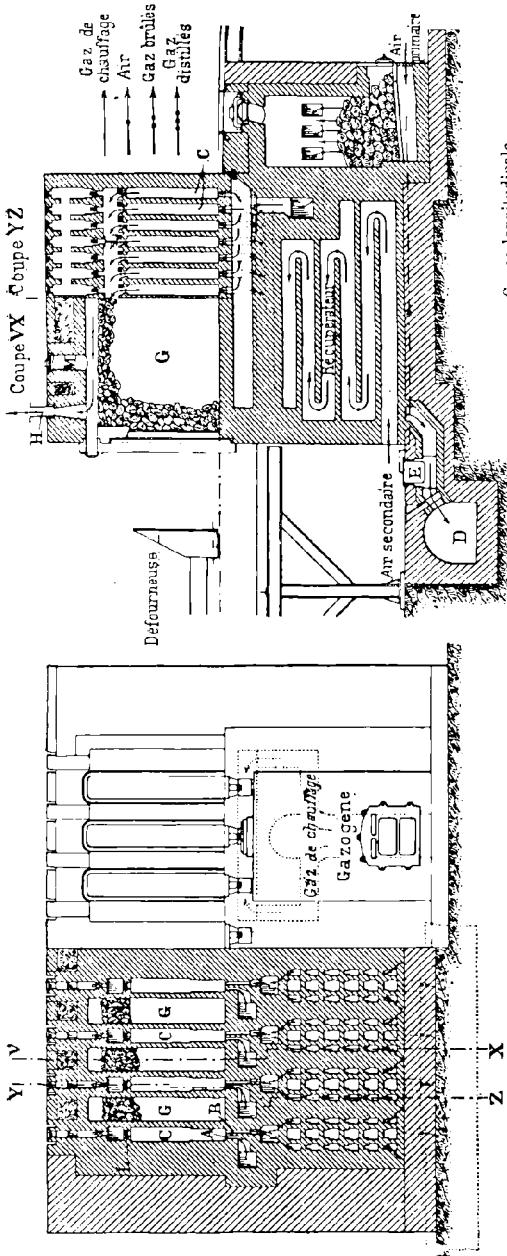 Coupe VX
Coupe YZ
Gaz de
chauffage
Air
Gaz brûlés
Gaz
distillés
H
M
G
C
Défourneuse
Récupérateur
Air secondaire
E
D
Air
primaire
Y
V
G
C
G
C
L
A
B
Z
X
Gaz de chauffage
Gazogene